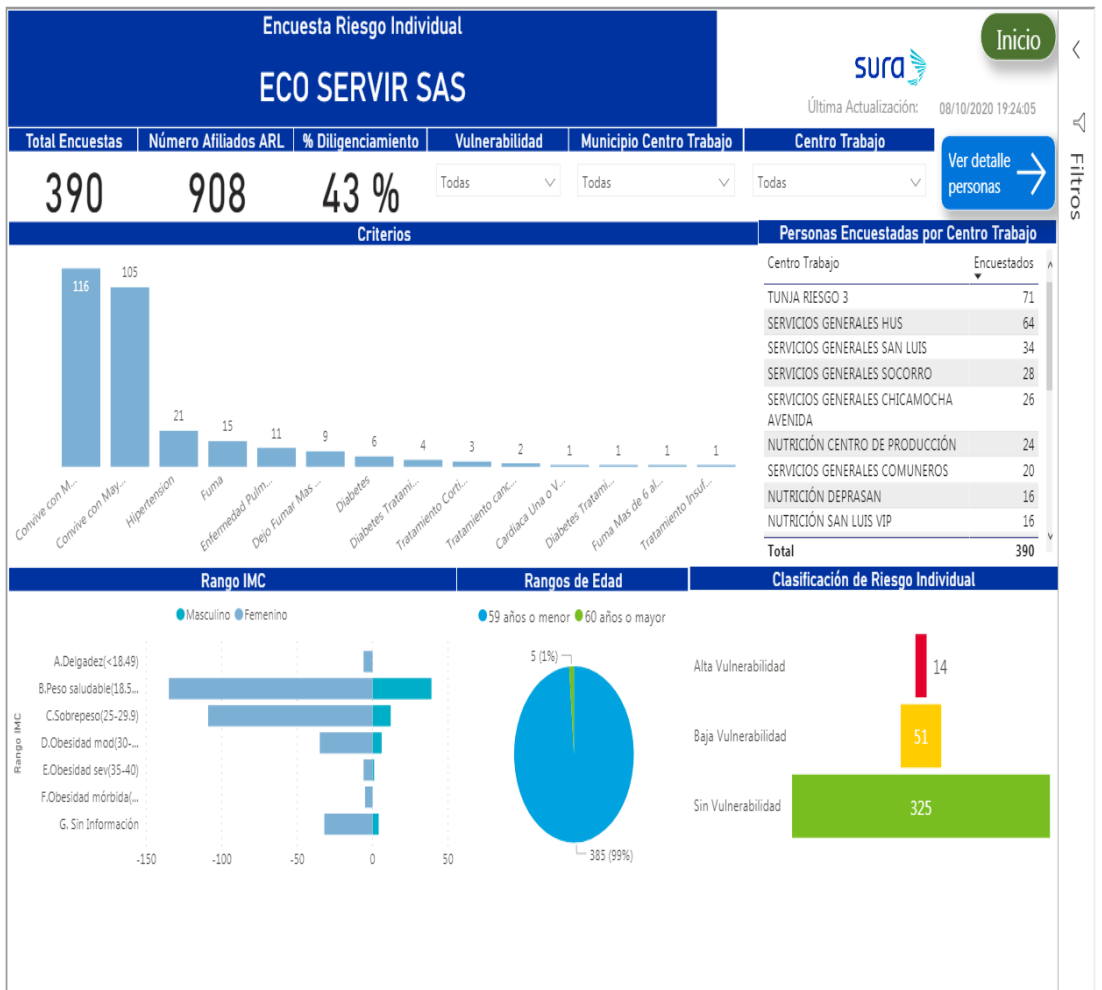 Encuesta Riesgo Individual
ECO SERVIR SAS
Inicio
sura
Última Actualización: 08/10/2020 19:24:05
Filtros
Total Encuestas
390
Número Afiliados ARL
908
% Diligenciamiento
43 %
Vulnerabilidad
Todas
Municipio Centro Trabajo
Todas
Centro Trabajo
Todas
Ver detalle
personas
Criterios
116
105
21
15
11
9
6
4
3
2
1
1
1
1
Convive con M...
Convive con May...
Hipertension
Fuma
Enfermedad Pulm...
Dejo Fumar Mas ...
Diabetes
Diabetes Tratami...
Tratamiento Corti...
Tratamiento canc...
Cardiaca Una o V...
Diabetes Tratami...
Fuma Mas de 6 al...
Tratamiento Insuf...
Personas Encuestadas por Centro Trabajo
Centro Trabajo Encuestados
TUNJA RIESGO 3 71
SERVICIOS GENERALES HUS 64
SERVICIOS GENERALES SAN LUIS 34
SERVICIOS GENERALES SOCORRO 28
SERVICIOS GENERALES CHICAMOCHA 26
AVENIDA
NUTRICIÓN CENTRO DE PRODUCCIÓN 24
SERVICIOS GENERALES COMUNEROS 20
NUTRICIÓN DEPRASAN 16
NUTRICIÓN SAN LUIS VIP 16
Total 390
Rango IMC
Masculino Femenino
Rango IMC
A.Delgadez(<18.49)
B.Peso saludable(18.5...
C.Sobrepeso(25-29.9)
D.Obesidad mod(30-...
E.Obesidad sev(35-40)
F.Obesidad mórbida(...
G. Sin Información
-150 -100 -50 0 50
Rangos de Edad
59 años o menor 60 años o mayor
5 (1%)
385 (99%)
Clasificación de Riesgo Individual
Alta Vulnerabilidad 14
Baja Vulnerabilidad 51
Sin Vulnerabilidad 325